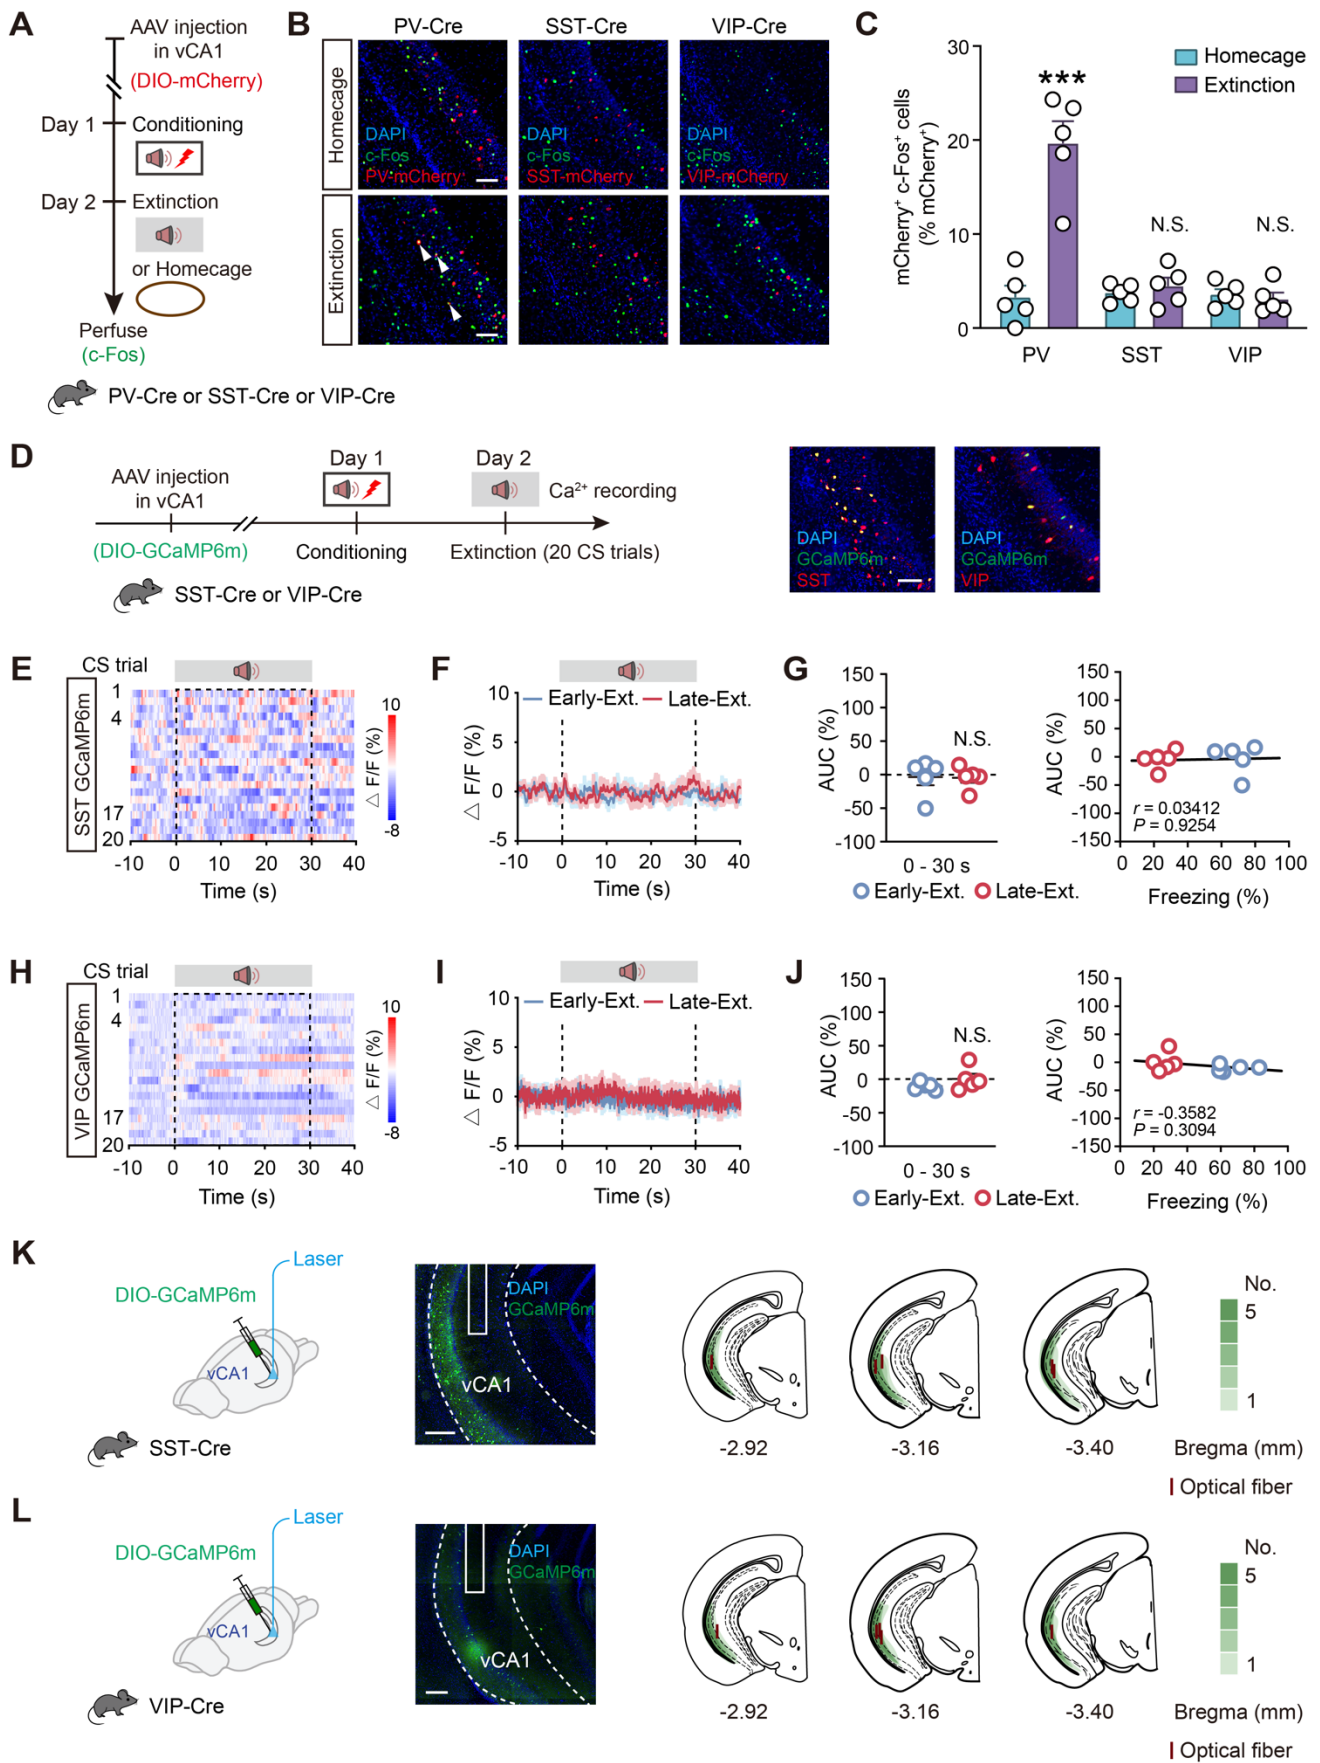 A
AAV injection
in vCA1
(DIO-mCherry)
Day 1
Conditioning
Day 2
Extinction
or Homecage
Perfuse
(c-Fos)
PV-Cre or SST-Cre or VIP-Cre
B
PV-Cre
SST-Cre
VIP-Cre
Homecage
DAPI
c-Fos
PV-mCherry
DAPI
c-Fos
SST-mCherry
DAPI
c-Fos
VIP-mCherry
Extinction
C
mCherry⁺ c-Fos⁺ cells
(% mCherry⁺)
30
20
10
0
Homecage
Extinction
***
N.S.
N.S.
PV
SST
VIP
D
AAV injection
in vCA1
(DIO-GCaMP6m)
Day 1
Conditioning
Day 2
Ca²⁺ recording
Extinction (20 CS trials)
SST-Cre or VIP-Cre
DAPI
GCaMP6m
SST
DAPI
GCaMP6m
VIP
E
CS trial
SST GCaMP6m
1
4
17
20
-10 0 10 20 30 40
Time (s)
10
-8
△ F/F (%)
F
△ F/F (%)
10
0
-5
Early-Ext. Late-Ext.
-10 0 10 20 30 40
Time (s)
G
AUC (%)
150
100
50
0
-50
-100
N.S.
0 - 30 s
Early-Ext. Late-Ext.
AUC (%)
150
100
50
0
-50
-100
-150
r = 0.03412
P = 0.9254
0 20 40 60 80 100
Freezing (%)
H
CS trial
VIP GCaMP6m
1
4
17
20
-10 0 10 20 30 40
Time (s)
10
-8
△ F/F (%)
I
△ F/F (%)
10
0
-5
Early-Ext. Late-Ext.
-10 0 10 20 30 40
Time (s)
J
AUC (%)
150
100
50
0
-50
-100
N.S.
0 - 30 s
Early-Ext. Late-Ext.
AUC (%)
150
100
50
0
-50
-100
-150
r = -0.3582
P = 0.3094
0 20 40 60 80 100
Freezing (%)
K
Laser
DIO-GCaMP6m
vCA1
SST-Cre
DAPI
GCaMP6m
vCA1
-2.92
-3.16
-3.40
No.
5
1
Bregma (mm)
Optical fiber
L
Laser
DIO-GCaMP6m
vCA1
VIP-Cre
DAPI
GCaMP6m
vCA1
-2.92
-3.16
-3.40
No.
5
1
Bregma (mm)
Optical fiber